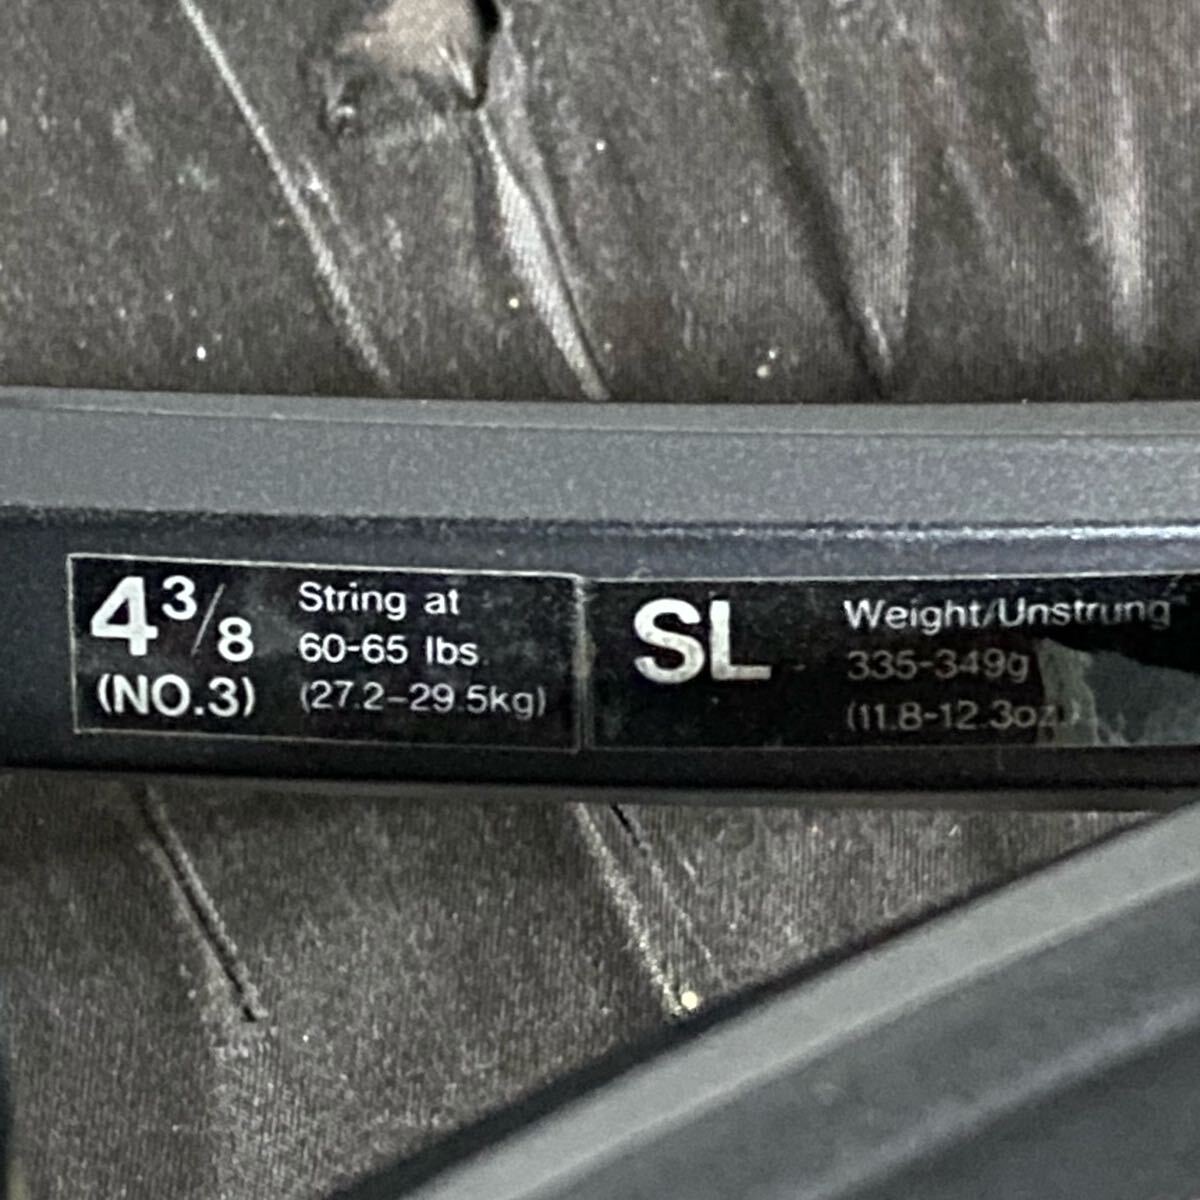 4 3/8
(NO.3)
String at
60-65 lbs.
(27.2-29.5kg)
SL
Weight/Unstrung
335-349g
(11.8-12.3oz)